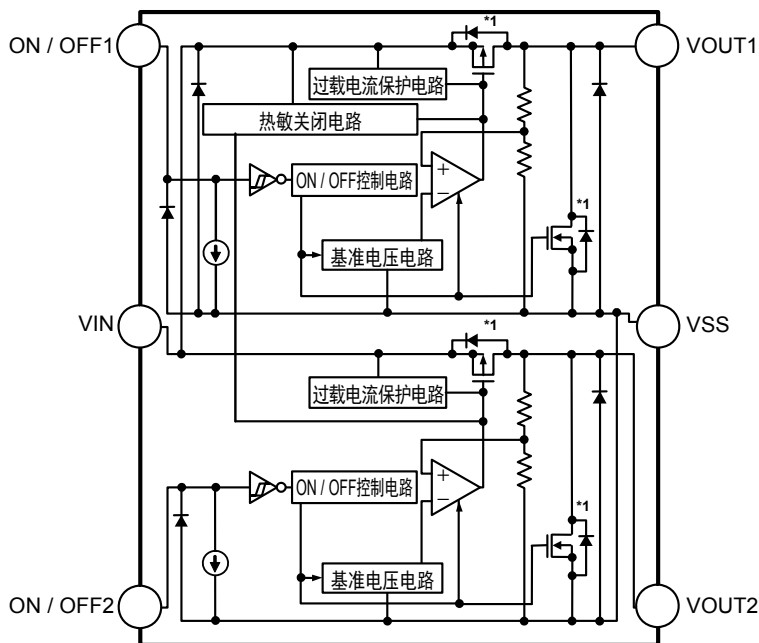 ON / OFF1
*1
VOUT1
过载电流保护电路
热敏关闭电路
ON / OFF控制电路
+
−
*1
基准电压电路
VIN
VSS
*1
过载电流保护电路
ON / OFF控制电路
+
−
*1
基准电压电路
ON / OFF2
VOUT2